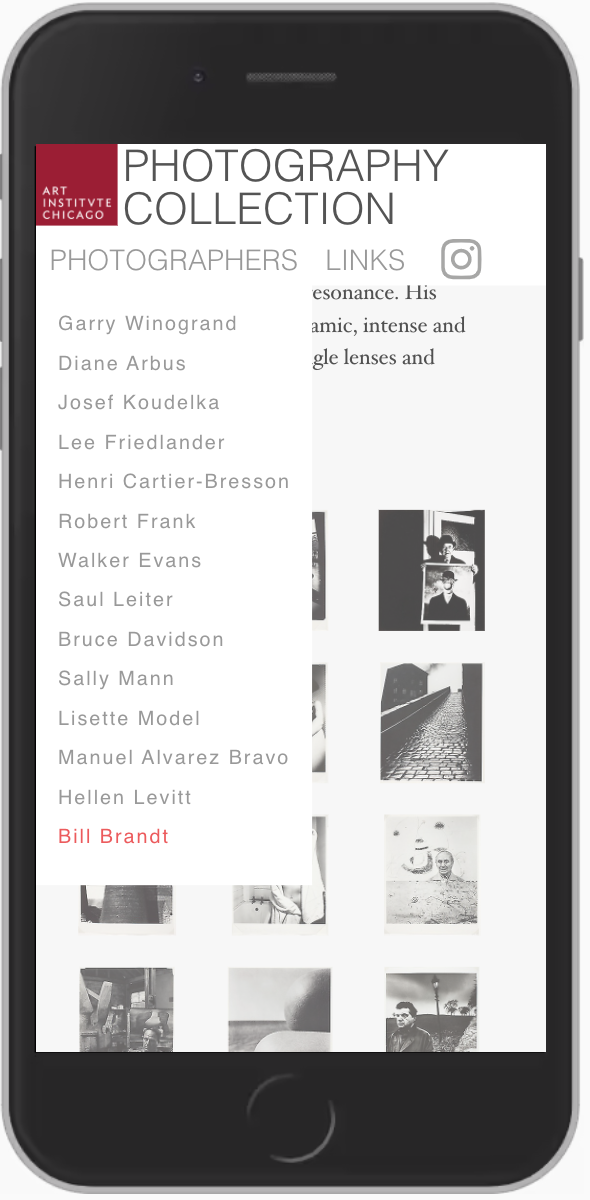 ART
INSTITVTE
CHICAGO
PHOTOGRAPHY
COLLECTION
PHOTOGRAPHERS LINKS
esonance. His
amic, intense and
gle lenses and
Garry Winogrand
Diane Arbus
Josef Koudelka
Lee Friedlander
Henri Cartier-Bresson
Robert Frank
Walker Evans
Saul Leiter
Bruce Davidson
Sally Mann
Lisette Model
Manuel Alvarez Bravo
Hellen Levitt
Bill Brandt